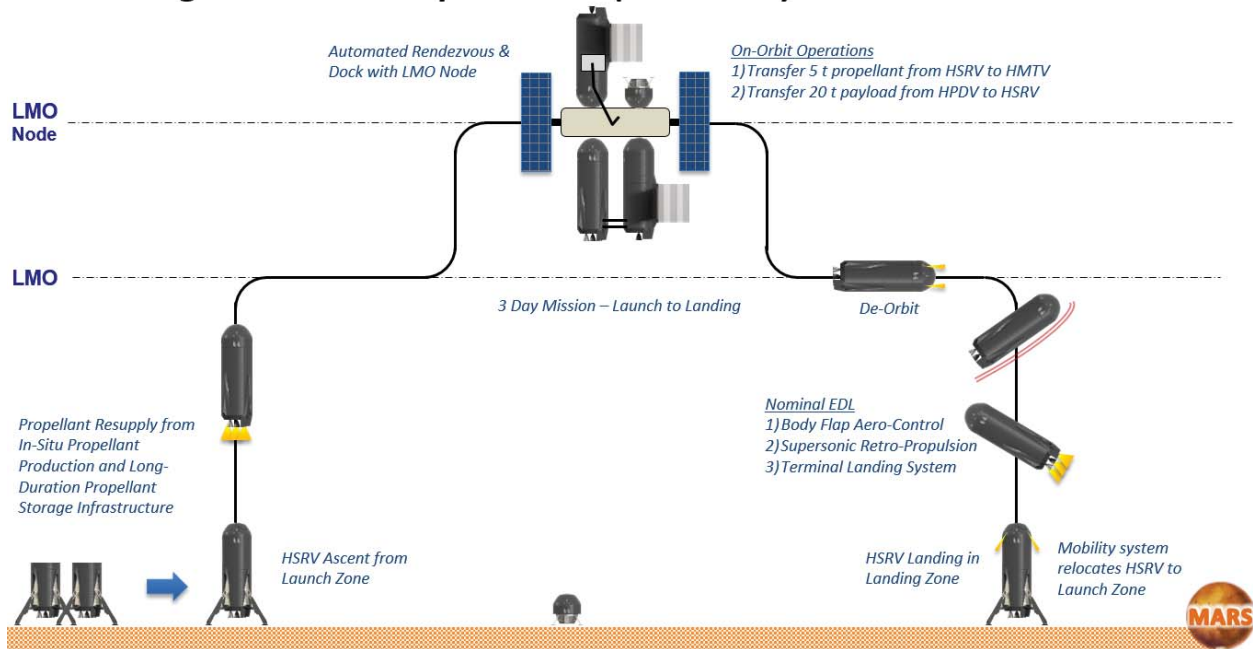 Automated Rendezvous &
Dock with LMO Node
On-Orbit Operations
1) Transfer 5 t propellant from HSRV to HMTV
2) Transfer 20 t payload from HPDV to HSRV
LMO
Node
LMO
3 Day Mission – Launch to Landing
De-Orbit
Propellant Resupply from
In-Situ Propellant
Production and Long-
Duration Propellant
Storage Infrastructure
Nominal EDL
1) Body Flap Aero-Control
2) Supersonic Retro-Propulsion
3) Terminal Landing System
HSRV Ascent from
Launch Zone
HSRV Landing in
Landing Zone
Mobility system
relocates HSRV to
Launch Zone
MARS